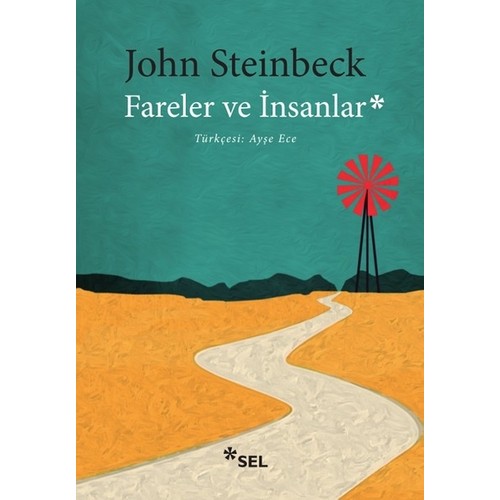 John Steinbeck
Fareler ve İnsanlar*
Türkçesi: Ayşe Ece
*SEL